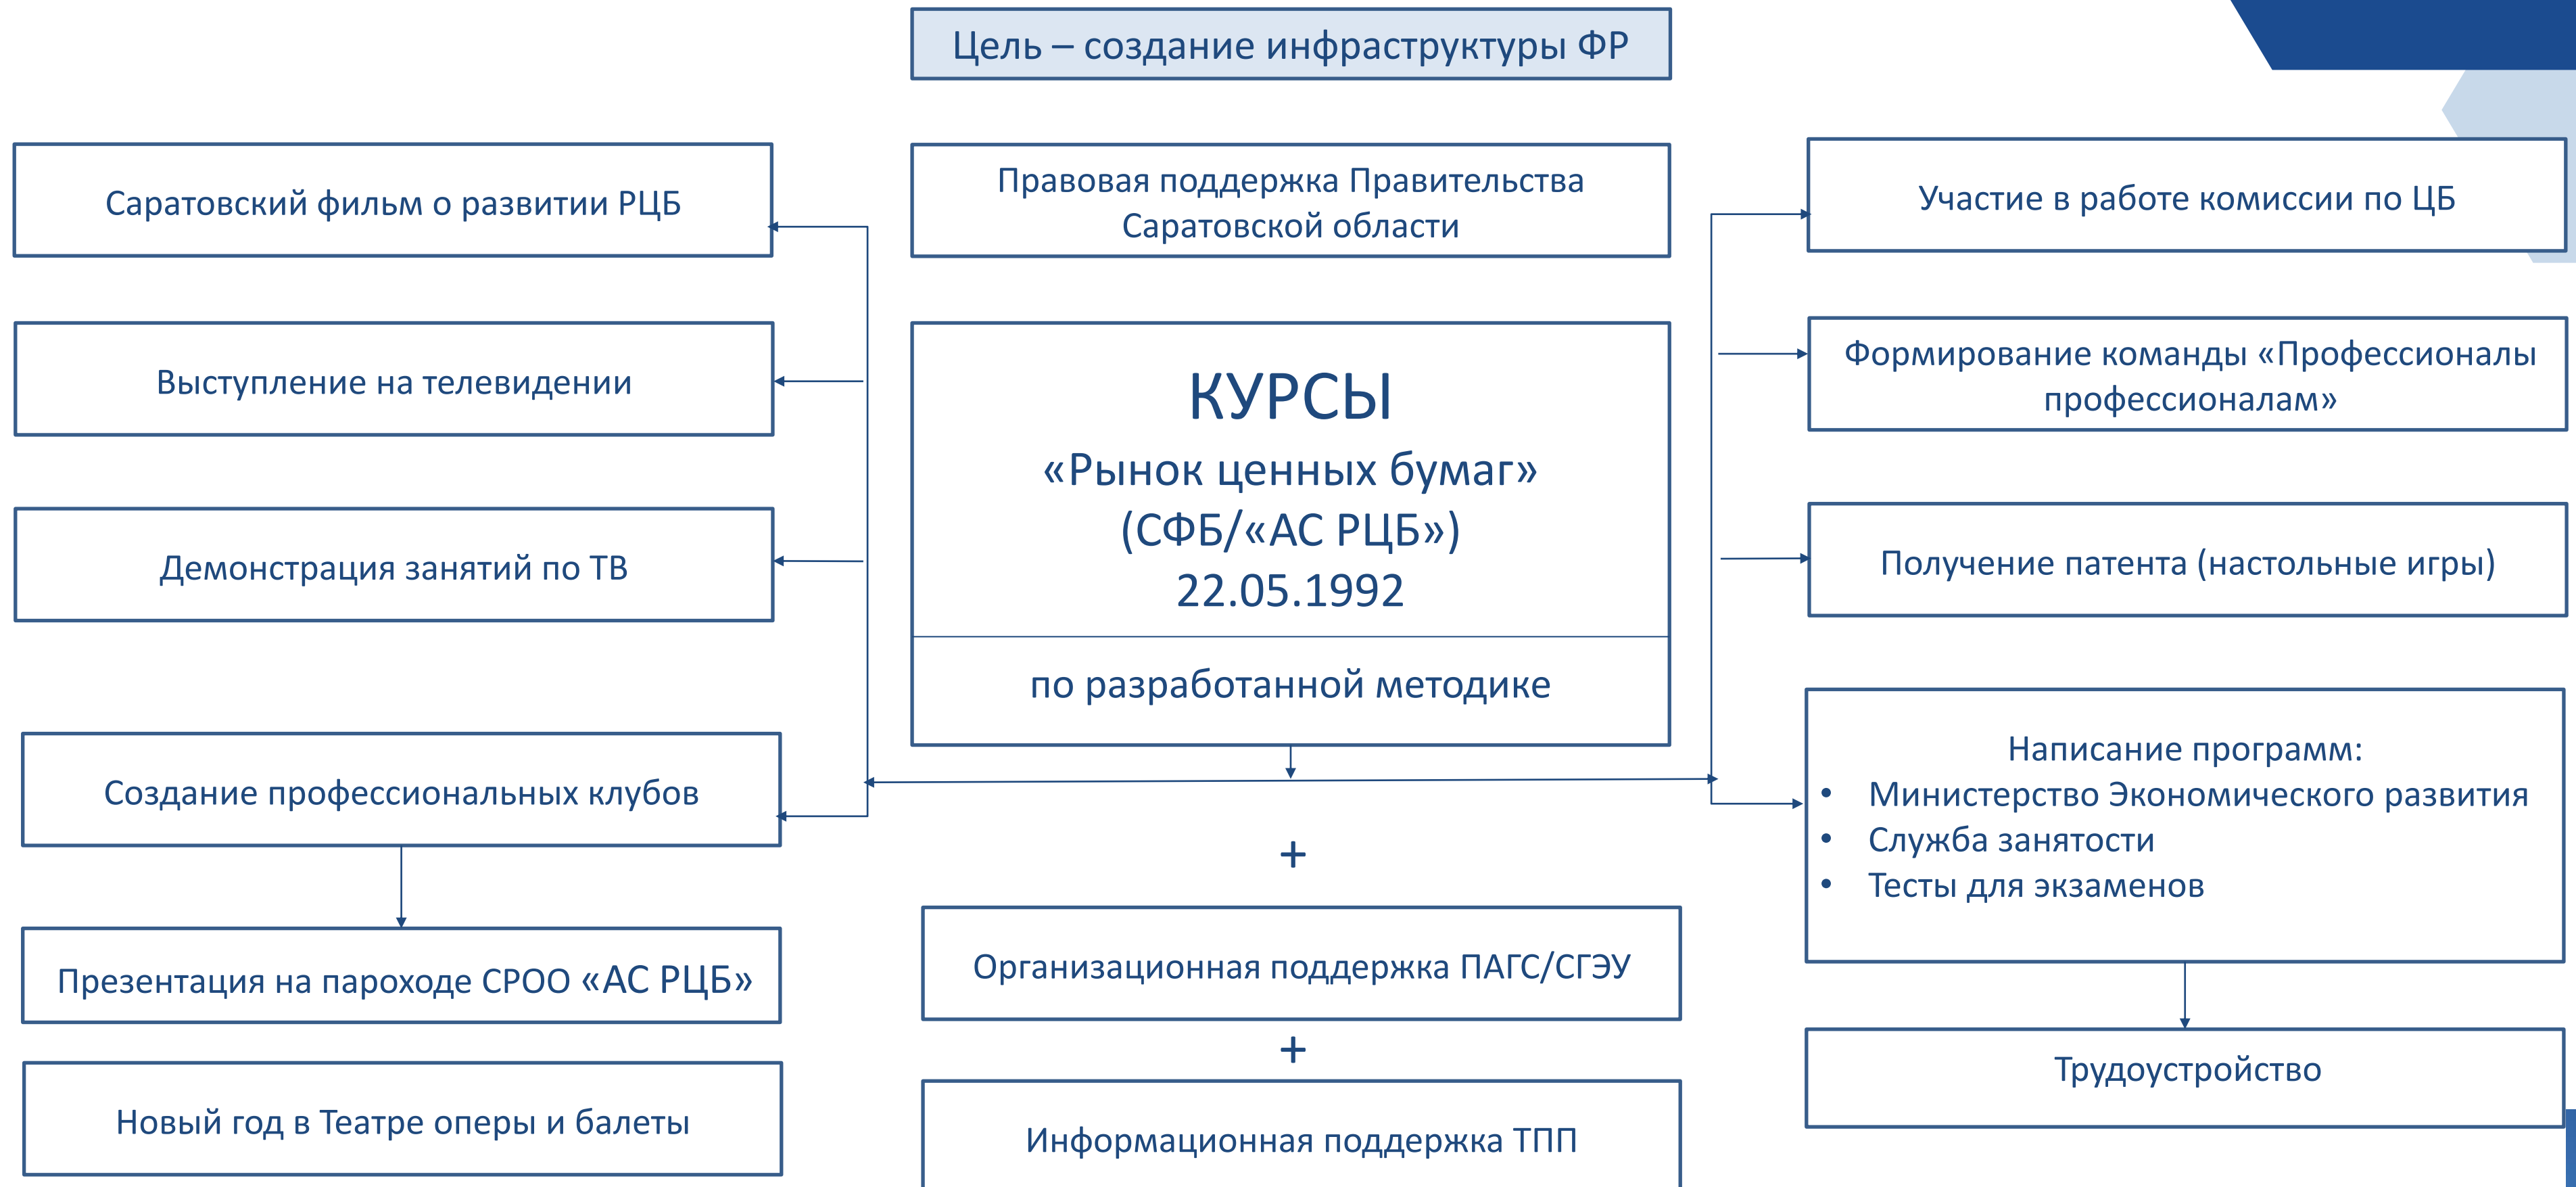 Цель – создание инфраструктуры ФР
Саратовский фильм о развитии РЦБ
Выступление на телевидении
Демонстрация занятий по ТВ
Создание профессиональных клубов
Презентация на пароходе СРОО «АС РЦБ»
Новый год в Театре оперы и балеты
Правовая поддержка Правительства
Саратовской области
КУРСЫ
«Рынок ценных бумаг»
(СФБ/«АС РЦБ»)
22.05.1992
по разработанной методике
+
Организационная поддержка ПАГС/СГЭУ
+
Информационная поддержка ТПП
Участие в работе комиссии по ЦБ
Формирование команды «Профессионалы
профессионалам»
Получение патента (настольные игры)
Написание программ:
• Министерство Экономического развития
• Служба занятости
• Тесты для экзаменов
Трудоустройство